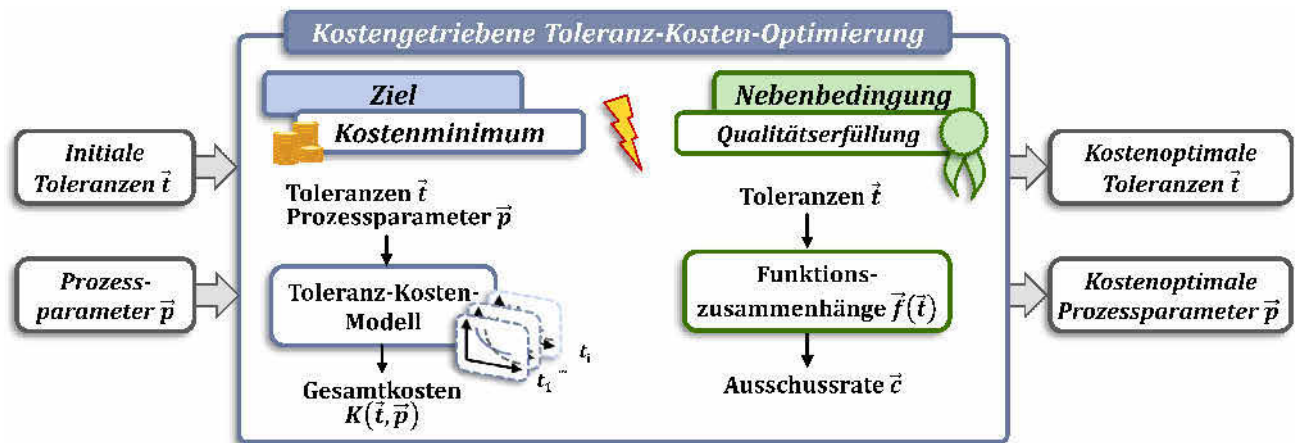 Kostengetriebene Toleranz-Kosten-Optimierung
Initiale
Toleranzen t⃗
Prozess-
parameter p⃗
Ziel
Kostenminimum
Toleranzen t⃗
Prozessparameter p⃗
Toleranz-Kosten-
Modell
t₁ ... tᵢ
Gesamtkosten
K(t⃗, p⃗)
Nebenbedingung
Qualitätserfüllung
Toleranzen t⃗
Funktions-
zusammenhänge f⃗(t⃗)
Ausschussrate c⃗
Kostenoptimale
Toleranzen t⃗
Kostenoptimale
Prozessparameter p⃗